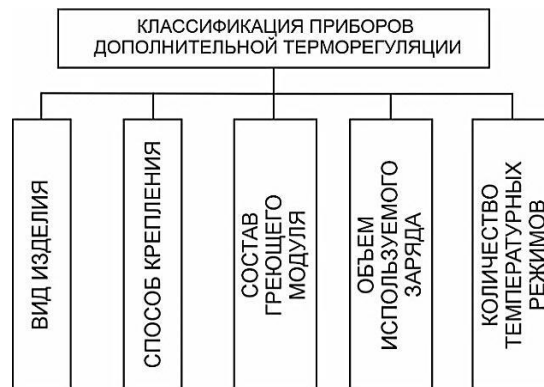 КЛАССИФИКАЦИЯ ПРИБОРОВ
ДОПОЛНИТЕЛЬНОЙ ТЕРМОРЕГУЛЯЦИИ
ВИД ИЗДЕЛИЯ
СПОСОБ КРЕПЛЕНИЯ
СОСТАВ
ГРЕЮЩЕГО
МОДУЛЯ
ОБЪЕМ
ИСПОЛЬЗУЕМОГО
ЗАРЯДА
КОЛИЧЕСТВО
ТЕМПЕРАТУРНЫХ
РЕЖИМОВ